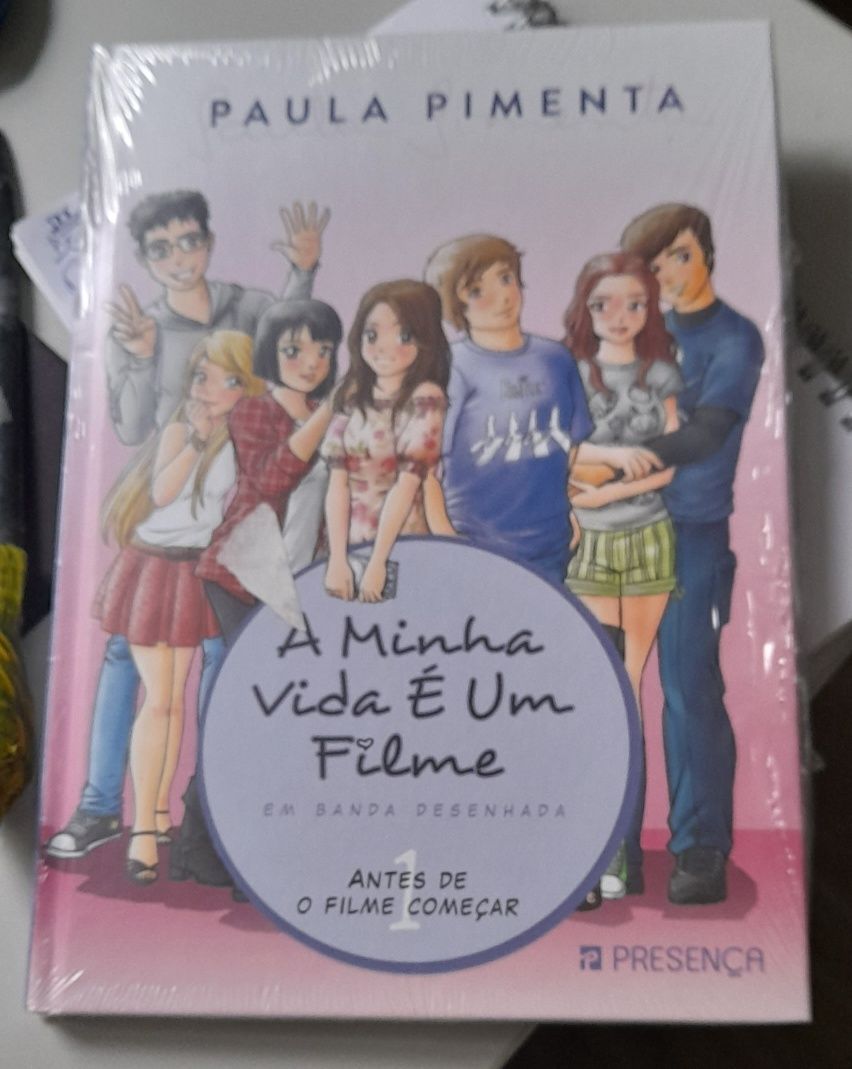 PAULA PIMENTA
A Minha
Vida É Um
Filme
EM BANDA DESENHADA
1
ANTES DE
O FILME COMEÇAR
PRESENÇA